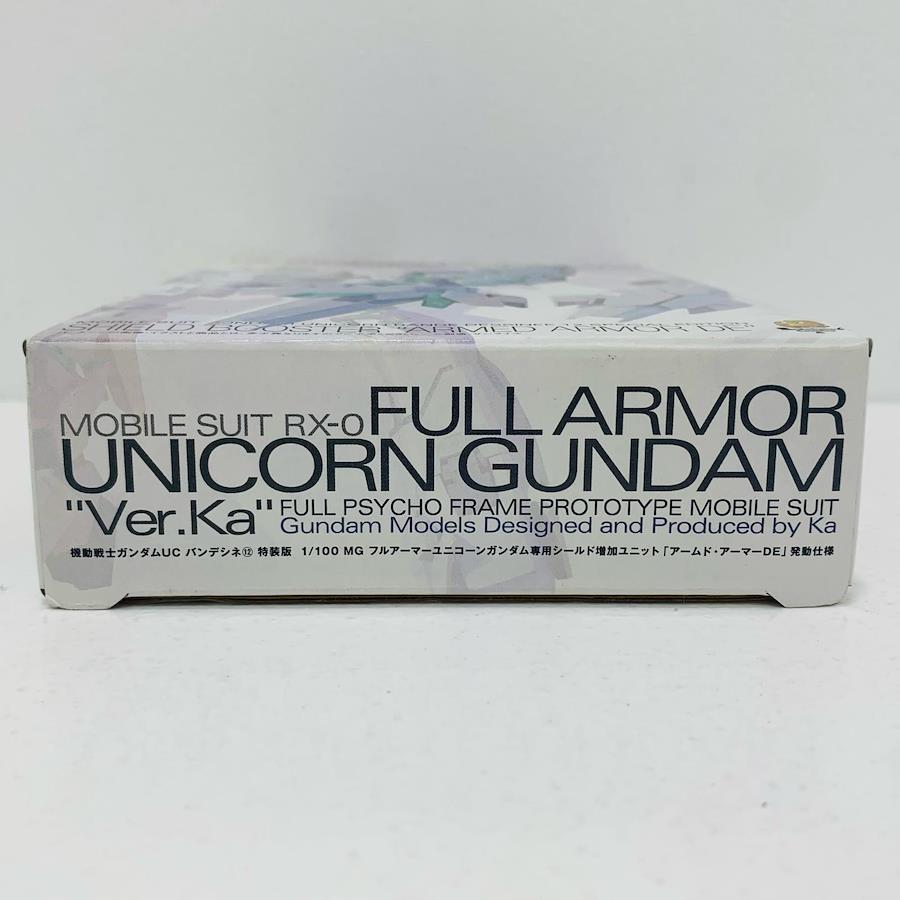 SHIELD BOOSTER "ARMED ARMOR DE"
MOBILE SUIT RX-0 FULL ARMOR
UNICORN GUNDAM
"Ver.Ka" FULL PSYCHO FRAME PROTOTYPE MOBILE SUIT
Gundam Models Designed and Produced by Ka
機動戦士ガンダムUC バンデシネ⑫ 特装版 1/100 MG フルアーマーユニコーンガンダム専用シールド増加ユニット「アームド・アーマーDE」発動仕様